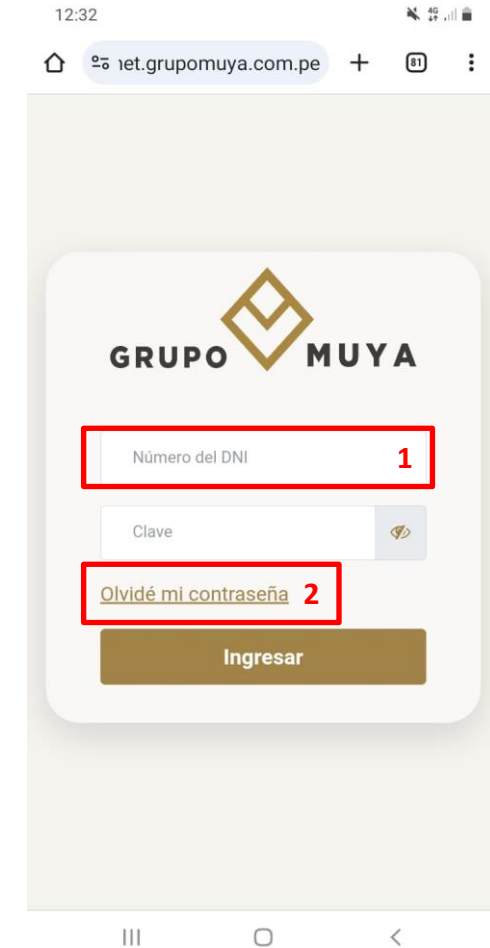 12:32
4G
net.grupomuya.com.pe
81
GRUPO MUYA
Número del DNI 1
Clave
Olvidé mi contraseña 2
Ingresar